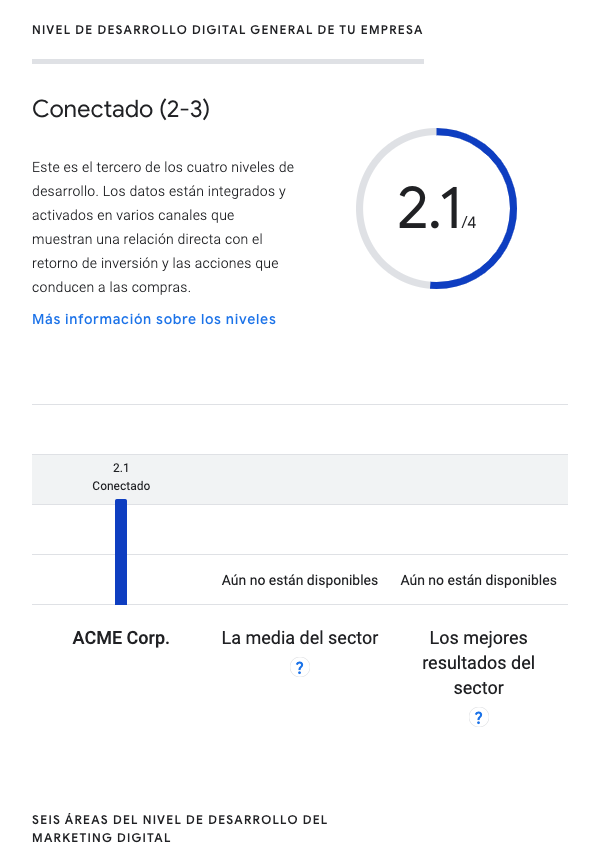 NIVEL DE DESARROLLO DIGITAL GENERAL DE TU EMPRESA
Conectado (2-3)
Este es el tercero de los cuatro niveles de
desarrollo. Los datos están integrados y
activados en varios canales que
muestran una relación directa con el
retorno de inversión y las acciones que
conducen a las compras.
Más información sobre los niveles
2.1/4
2.1
Conectado
Aún no están disponibles
Aún no están disponibles
ACME Corp.
La media del sector
?
Los mejores
resultados del
sector
?
SEIS ÁREAS DEL NIVEL DE DESARROLLO DEL
MARKETING DIGITAL